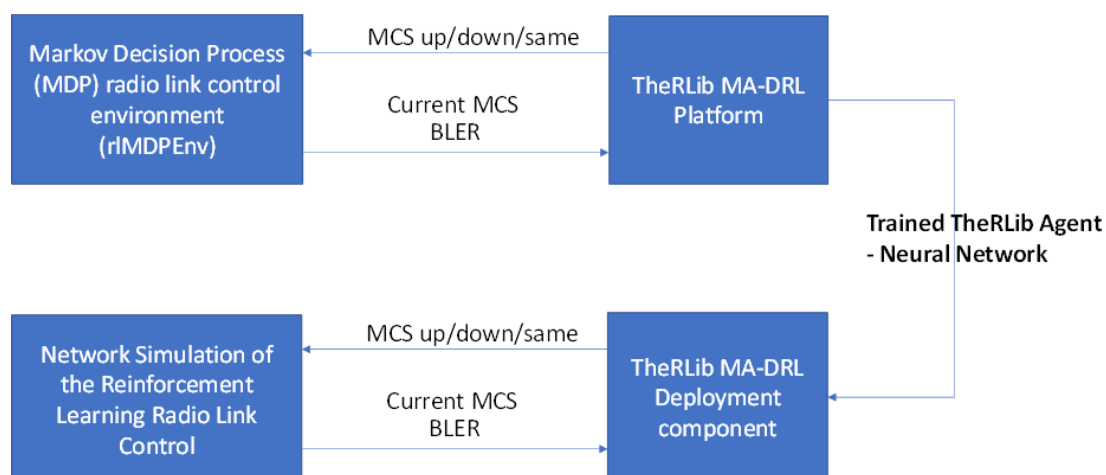 Markov Decision Process
(MDP) radio link control
environment
(rlMDPEnv)
MCS up/down/same
Current MCS
BLER
TheRLib MA-DRL
Platform
Trained TheRLib Agent
- Neural Network
Network Simulation of
the Reinforcement
Learning Radio Link
Control
MCS up/down/same
Current MCS
BLER
TheRLib MA-DRL
Deployment
component